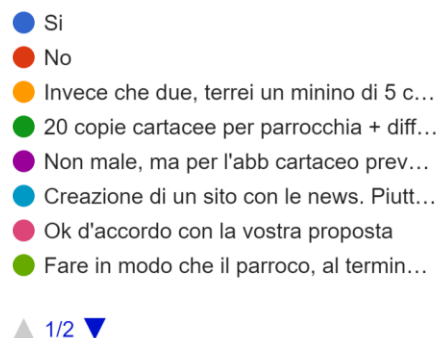 Si
No
Invece che due, terrei un minino di 5 c...
20 copie cartacee per parrocchia + diff...
Non male, ma per l'abb cartaceo prev...
Creazione di un sito con le news. Piutt...
Ok d'accordo con la vostra proposta
Fare in modo che il parroco, al termin...
1/2